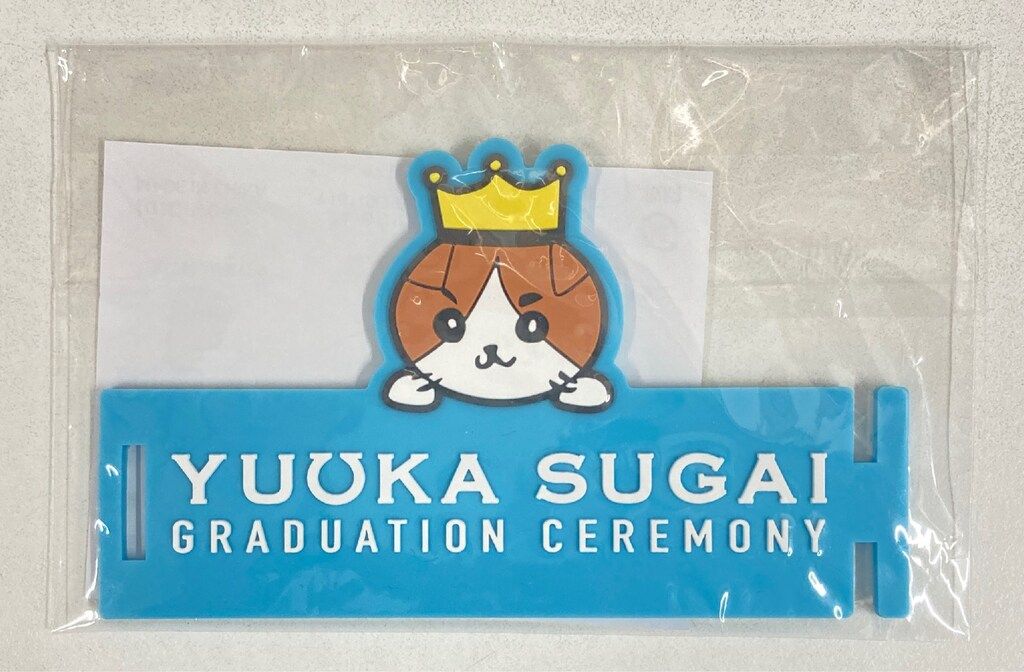 YUUKA SUGAI
GRADUATION CEREMONY